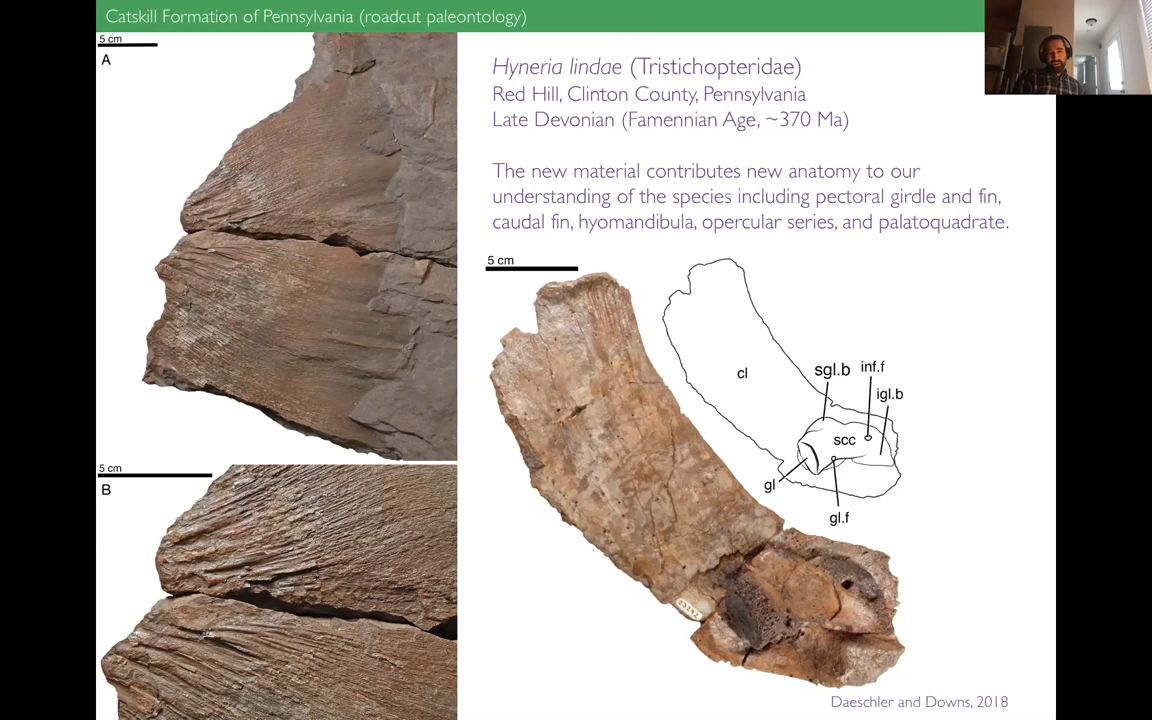 Catskill Formation of Pennsylvania (roadcut paleontology)
5 cm
A
5 cm
B
Hyneria lindae (Tristichopteridae)
Red Hill, Clinton County, Pennsylvania
Late Devonian (Famennian Age, ~370 Ma)
The new material contributes new anatomy to our
understanding of the species including pectoral girdle and fin,
caudal fin, hyomandibula, opercular series, and palatoquadrate.
5 cm
cl
sgl.b
inf.f
igl.b
scc
gl
gl.f
Daeschler and Downs, 2018